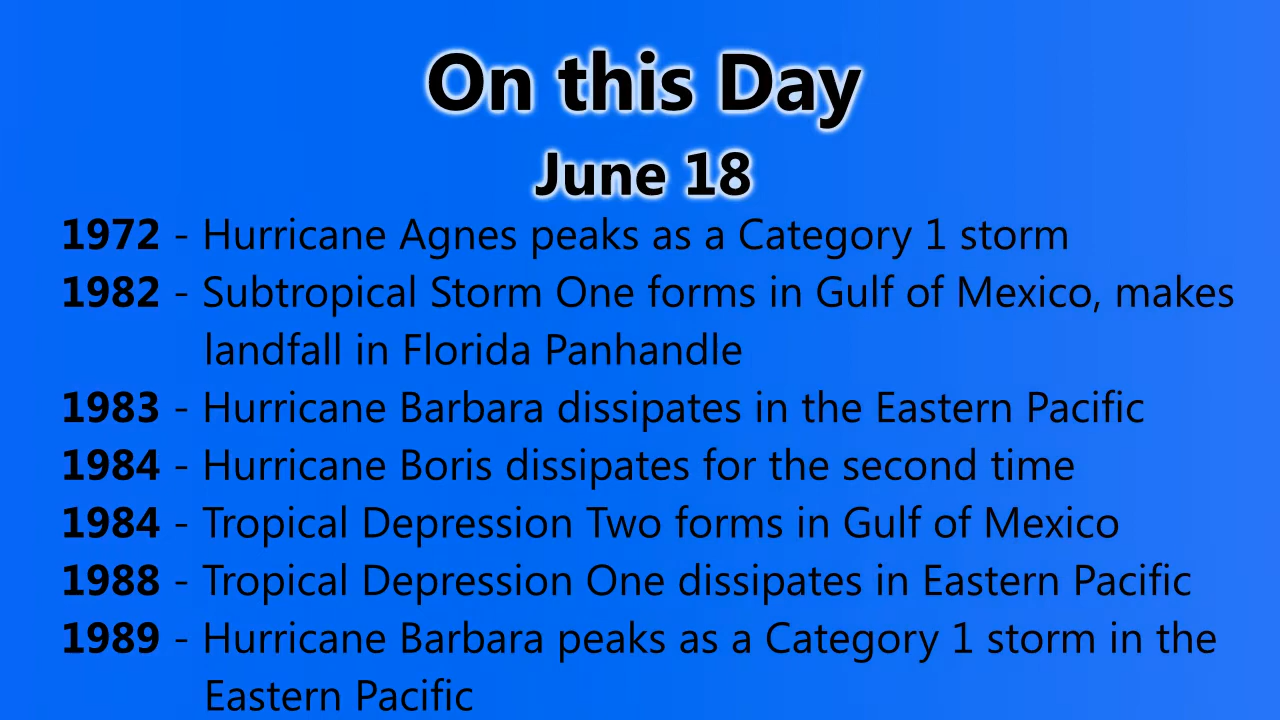 On this Day
June 18
1972 - Hurricane Agnes peaks as a Category 1 storm
1982 - Subtropical Storm One forms in Gulf of Mexico, makes
landfall in Florida Panhandle
1983 - Hurricane Barbara dissipates in the Eastern Pacific
1984 - Hurricane Boris dissipates for the second time
1984 - Tropical Depression Two forms in Gulf of Mexico
1988 - Tropical Depression One dissipates in Eastern Pacific
1989 - Hurricane Barbara peaks as a Category 1 storm in the
Eastern Pacific